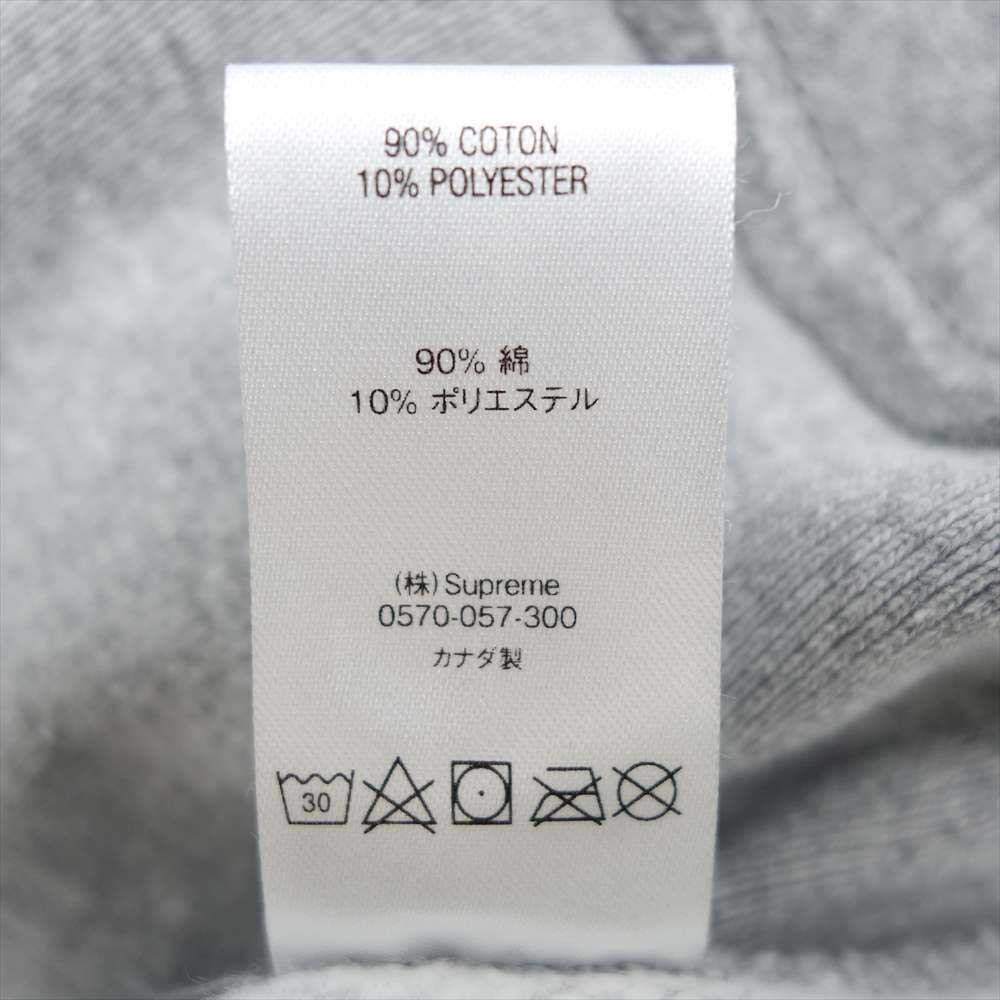 90% COTON
10% POLYESTER
90% 綿
10% ポリエステル
(株)Supreme
0570-057-300
カナダ製
30